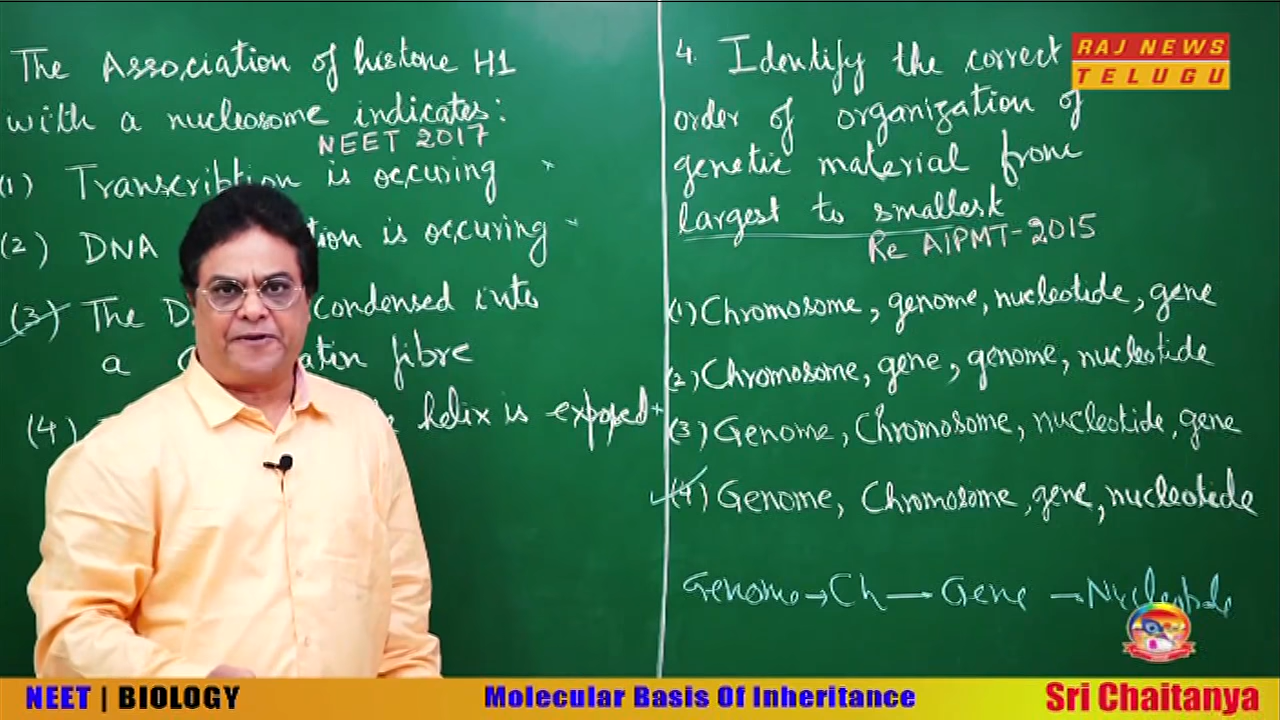 The Association of histone H1
with a nucleosome indicates:
NEET 2017
(1) Transcribtion is occuring
(2) DNA tion is occuring
(3) The D condensed into
a atin fibre
(4) helix is exposed
4. Identify the correct
order of organization of
genetic material from
largest to smallest
Re AIPMT-2015
(1) Chromosome, genome, nucleotide, gene
(2) Chromosome, gene, genome, nucleotide
(3) Genome, Chromosome, nucleotide, gene
(4) Genome, Chromosome, gene, nucleotide
Genome → Ch → Gene → Nucleotide
RAJ NEWS
TELUGU
NEET | BIOLOGY
Molecular Basis Of Inheritance
Sri Chaitanya